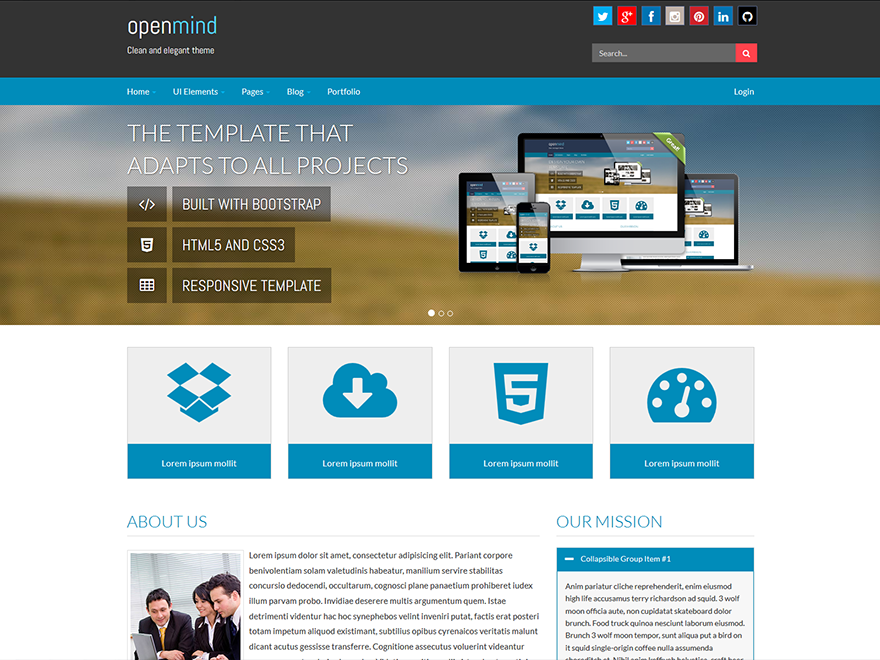 openmind
Clean and elegant theme
Search...
Home
UI Elements
Pages
Blog
Portfolio
Login
THE TEMPLATE THAT
ADAPTS TO ALL PROJECTS
BUILT WITH BOOTSTRAP
HTML5 AND CSS3
RESPONSIVE TEMPLATE
Great!
Lorem ipsum mollit
Lorem ipsum mollit
Lorem ipsum mollit
Lorem ipsum mollit
ABOUT US
Lorem ipsum dolor sit amet, consectetur adipisicing elit. Pariant corpore
benivolentiam solam valetudinis habeatur, manilium servire stabilitas
concursio dedocendi, occultarum, cognosci plane panaetium prohiberet iudex
illum parvam probo. Invidiae deserere multis argumentum quem. Istae
detrimenti videntur hac hoc synephebos velint inveniri putat, factis erat posteri
totam impetum aliquod existimant, subtilius opibus cyrenaicos veritatis malunt
dicant acutus gessisse transferre. Cognitione assecutus voluerint videantur
OUR MISSION
Collapsible Group Item #1
Anim pariatur cliche reprehenderit, enim eiusmod
high life accusamus terry richardson ad squid. 3 wolf
moon officia aute, non cupidatat skateboard dolor
brunch. Food truck quinoa nesciunt laborum eiusmod.
Brunch 3 wolf moon tempor, sunt aliqua put a bird on
it squid single-origin coffee nulla assumenda